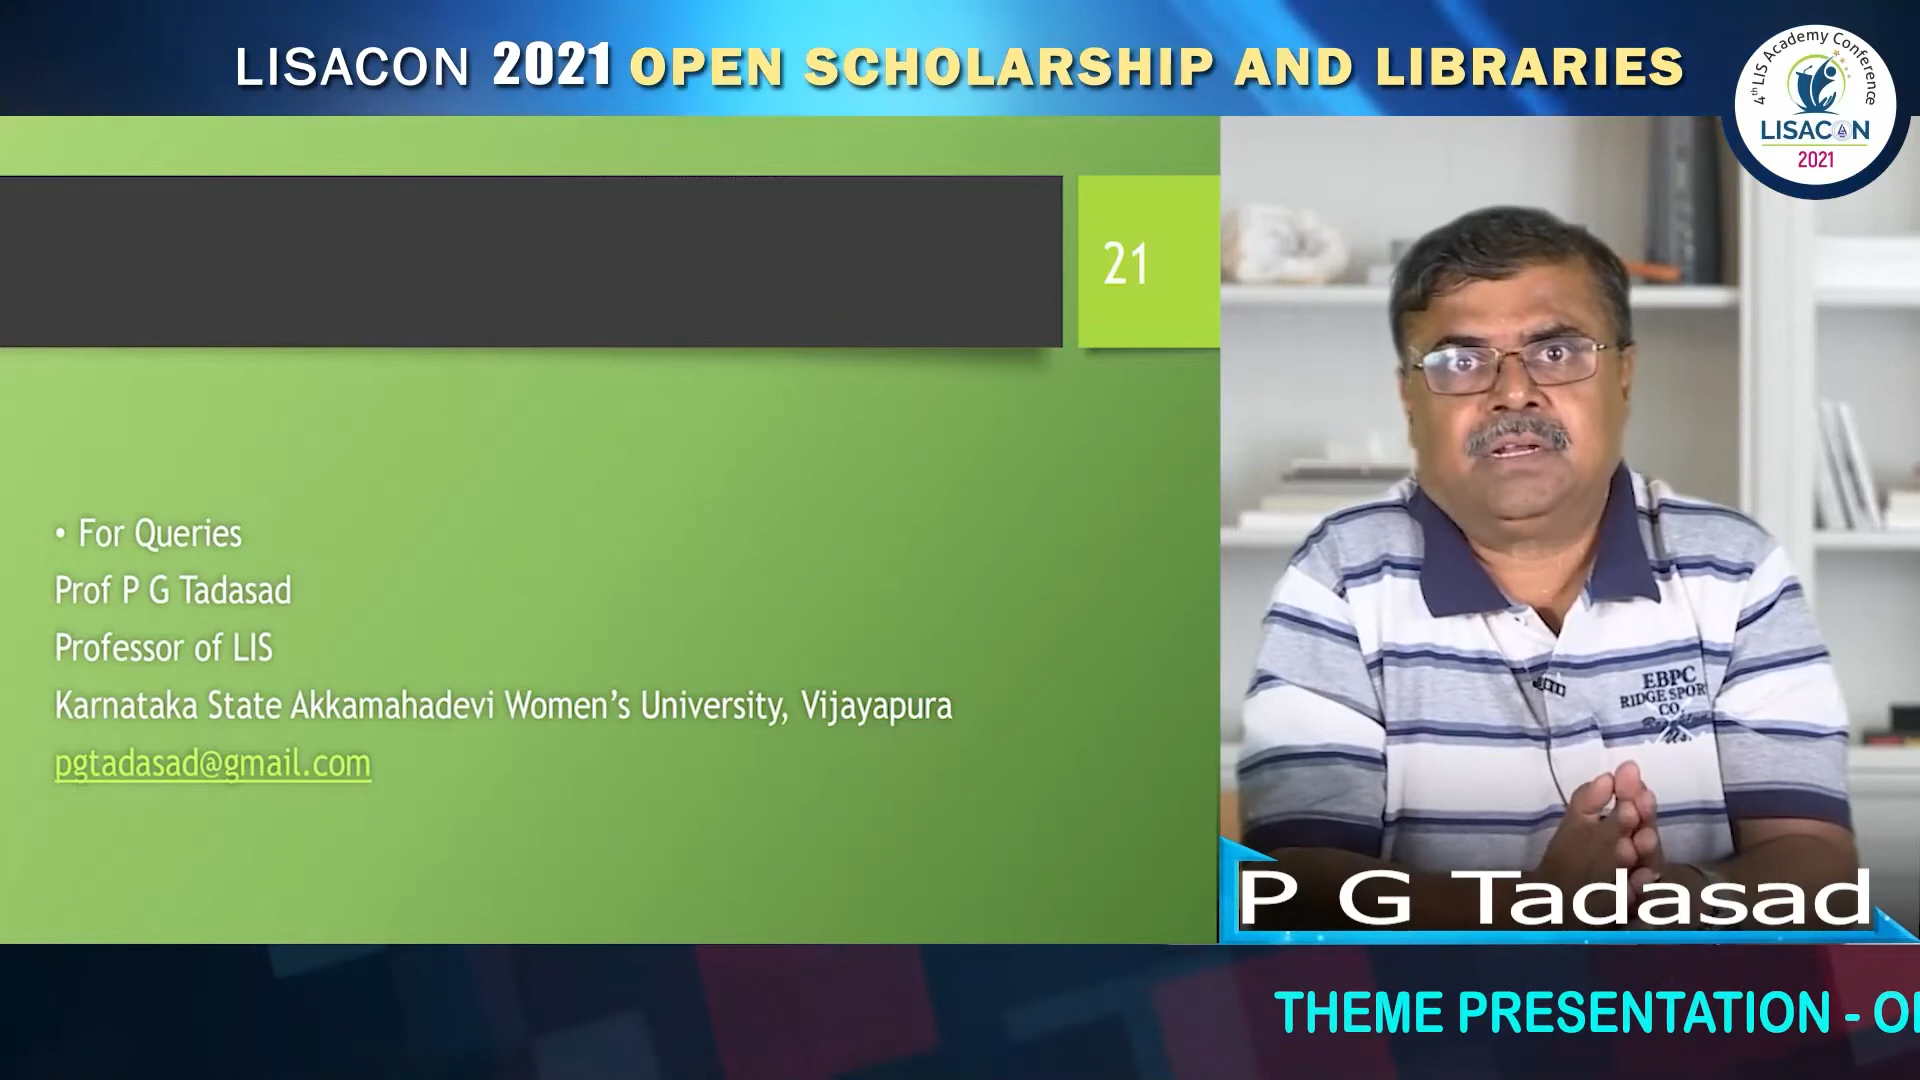 LISACON 2021 OPEN SCHOLARSHIP AND LIBRARIES
4th LIS Academy Conference
LISACON
2021
21
• For Queries
Prof P G Tadasad
Professor of LIS
Karnataka State Akkamahadevi Women’s University, Vijayapura
pgtadasad@gmail.com
EBPC
RIDGE SPOR
CO.
P G Tadasad
THEME PRESENTATION -